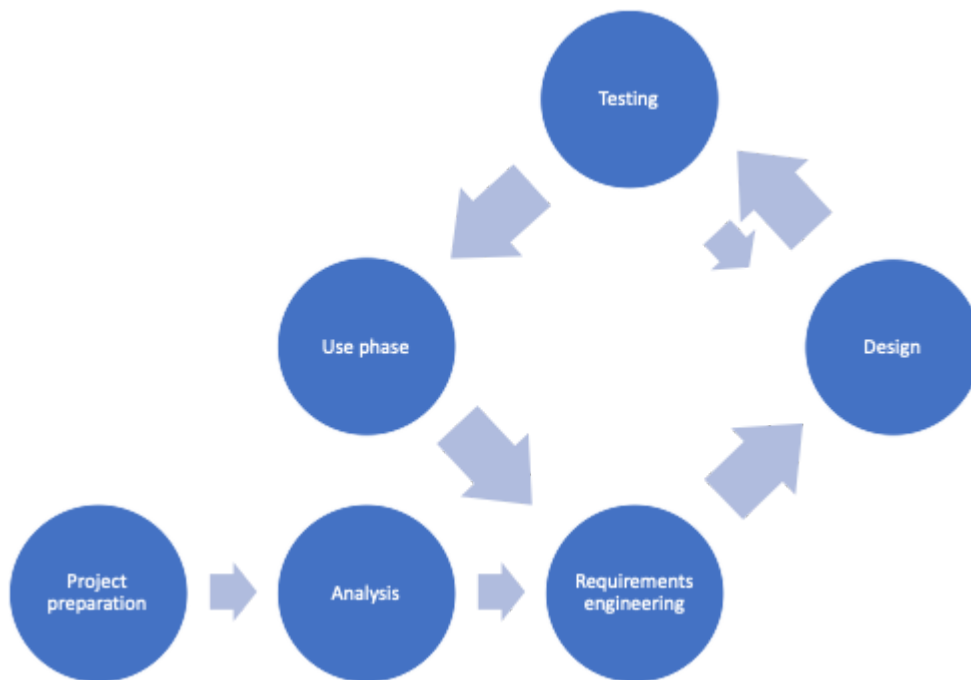 Testing
Use phase
Design
Project
preparation
Analysis
Requirements
engineering